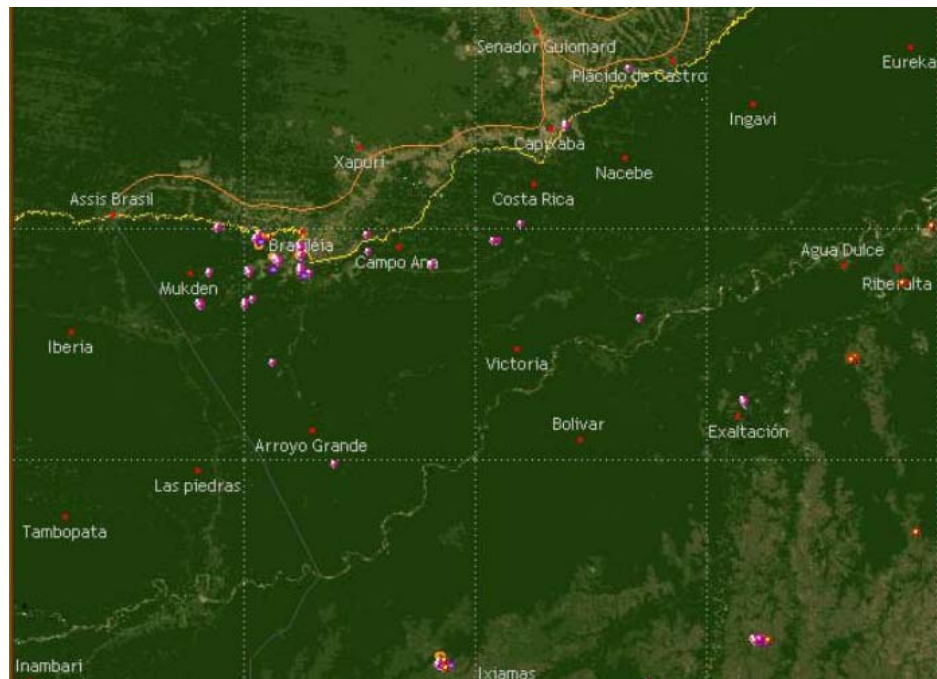 Senador Guiomard
Plácido de Castro
Eureka
Ingavi
Capixaba
Xapuri
Nacebe
Assis Brasil
Costa Rica
Brasiléia
Campo Ana
Agua Dulce
Mukden
Riberalta
Iberia
Victoria
Bolivar
Exaltación
Arroyo Grande
Las piedras
Tambopata
Inambari
Ixiamas